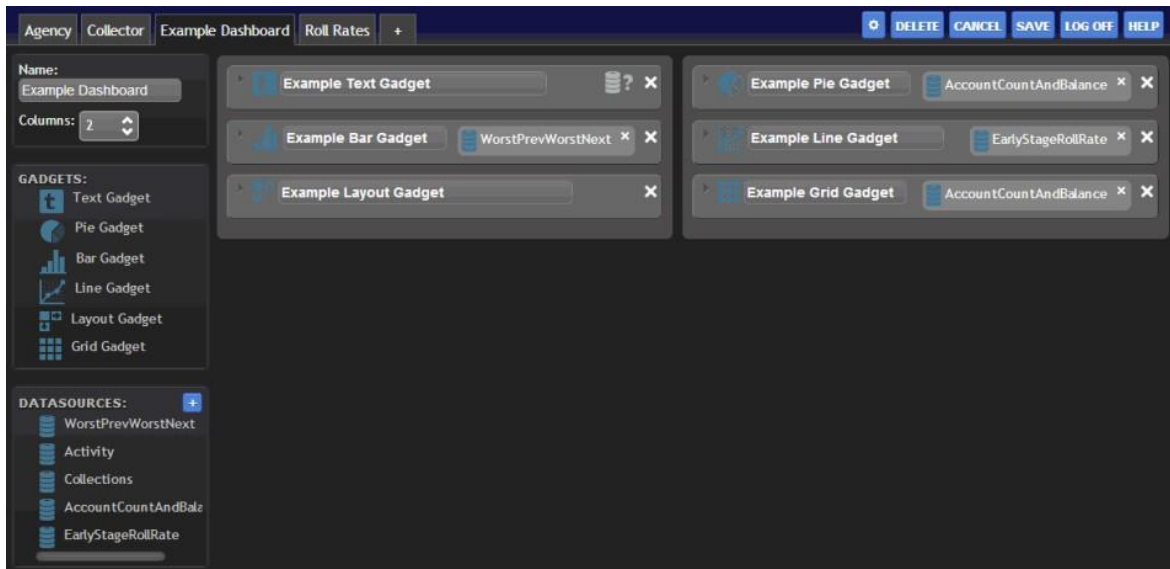 Agency Collector Example Dashboard Roll Rates +
DELETE CANCEL SAVE LOG OFF HELP
Name:
Example Dashboard
Columns: 2
GADGETS:
t Text Gadget
Pie Gadget
Bar Gadget
Line Gadget
Layout Gadget
Grid Gadget
DATASOURCES: +
WorstPrevWorstNext
Activity
Collections
AccountCountAndBala
EarlyStageRollRate
Example Text Gadget ? ×
Example Bar Gadget WorstPrevWorstNext × ×
Example Layout Gadget ×
Example Pie Gadget AccountCountAndBalance × ×
Example Line Gadget EarlyStageRollRate × ×
Example Grid Gadget AccountCountAndBalance × ×